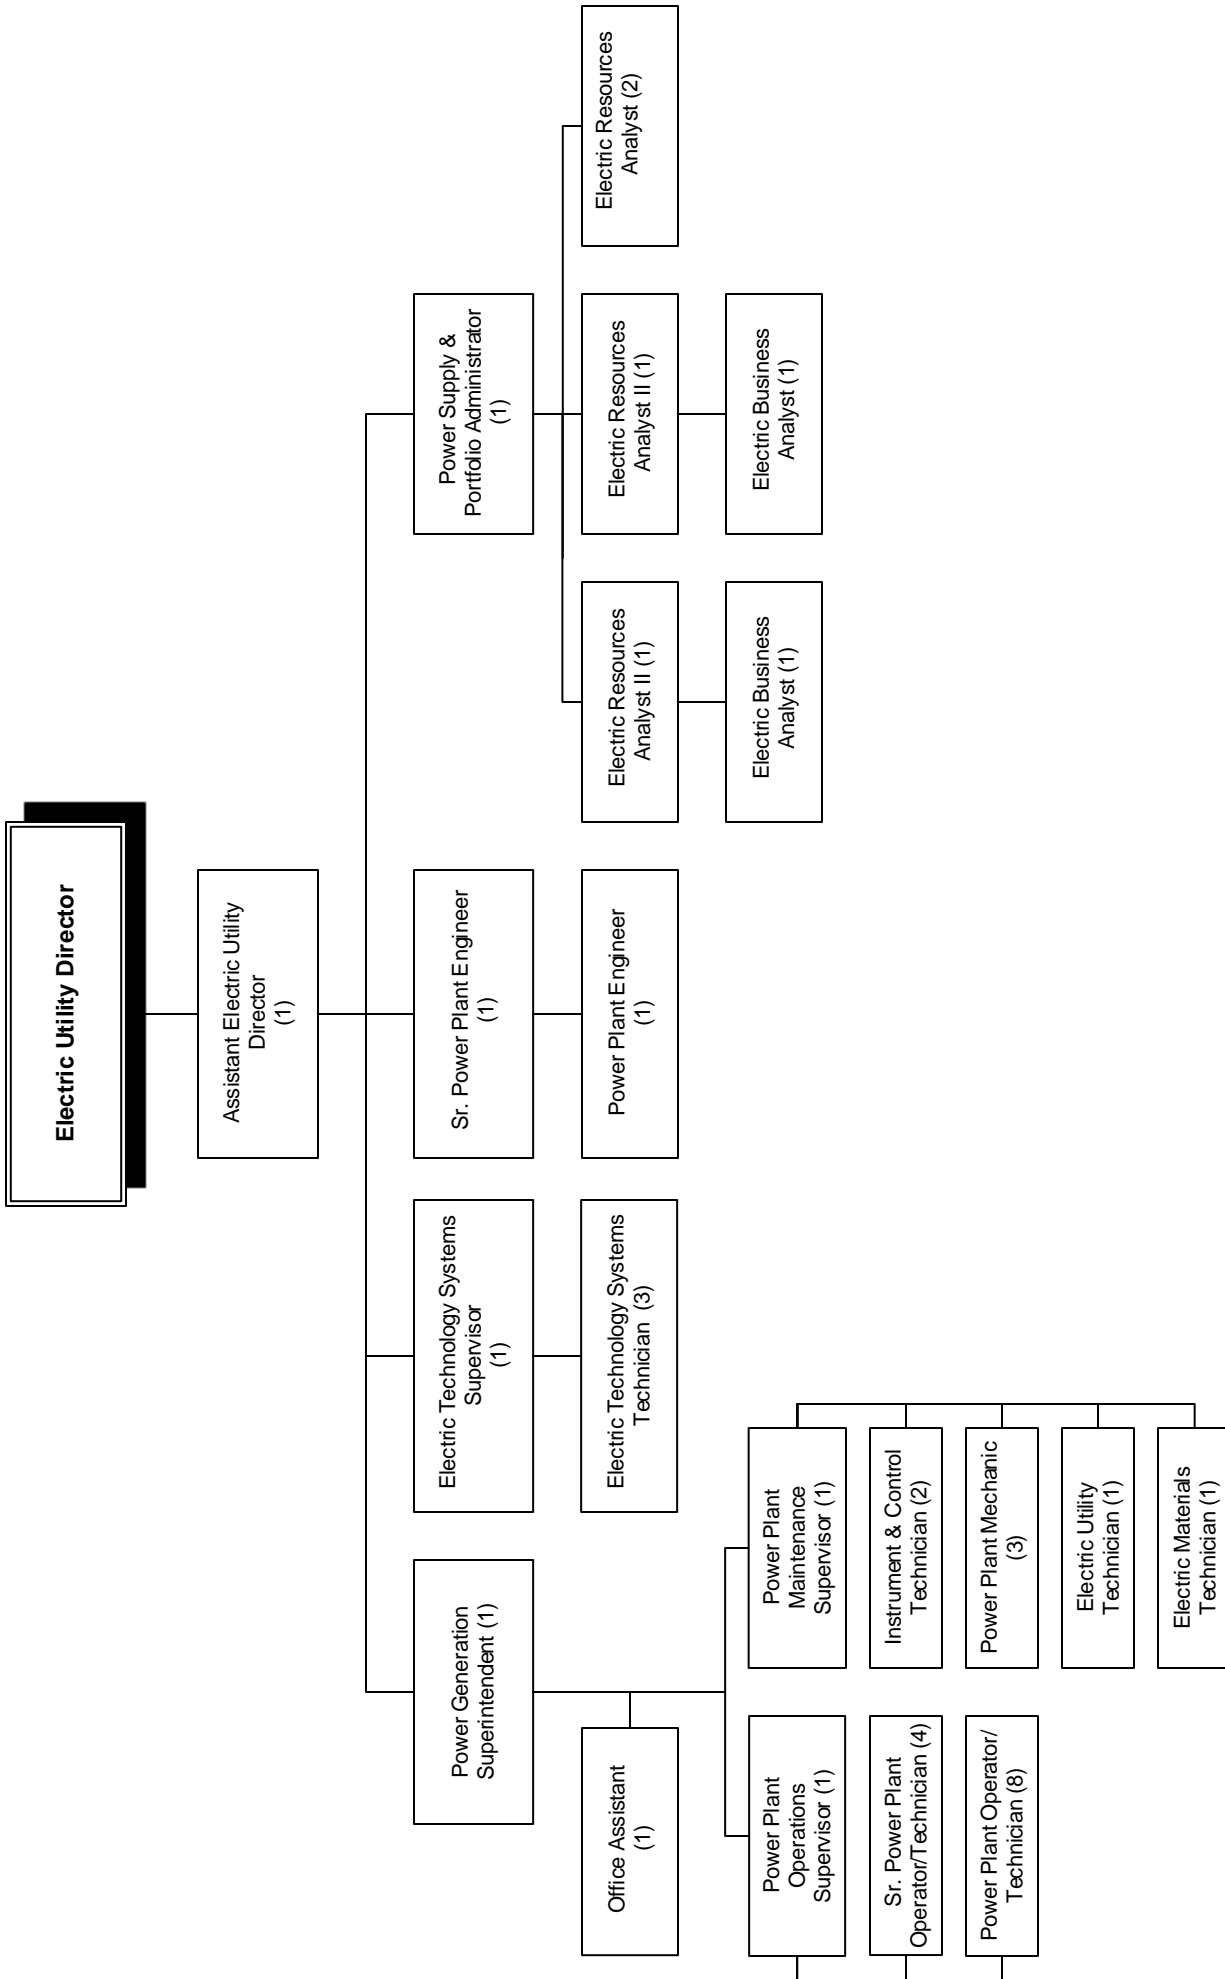 Electric Utility Director
Assistant Electric Utility
Director
(1)
Power Generation
Superintendent (1)
Electric Technology Systems
Supervisor
(1)
Sr. Power Plant Engineer
(1)
Power Supply &
Portfolio Administrator
(1)
Office Assistant
(1)
Electric Technology Systems
Technician (3)
Power Plant Engineer
(1)
Electric Resources
Analyst II (1)
Electric Resources
Analyst II (1)
Electric Resources
Analyst (2)
Power Plant
Operations
Supervisor (1)
Power Plant
Maintenance
Supervisor (1)
Electric Business
Analyst (1)
Electric Business
Analyst (1)
Sr. Power Plant
Operator/Technician (4)
Instrument & Control
Technician (2)
Power Plant Operator/
Technician (8)
Power Plant Mechanic
(3)
Electric Utility
Technician (1)
Electric Materials
Technician (1)